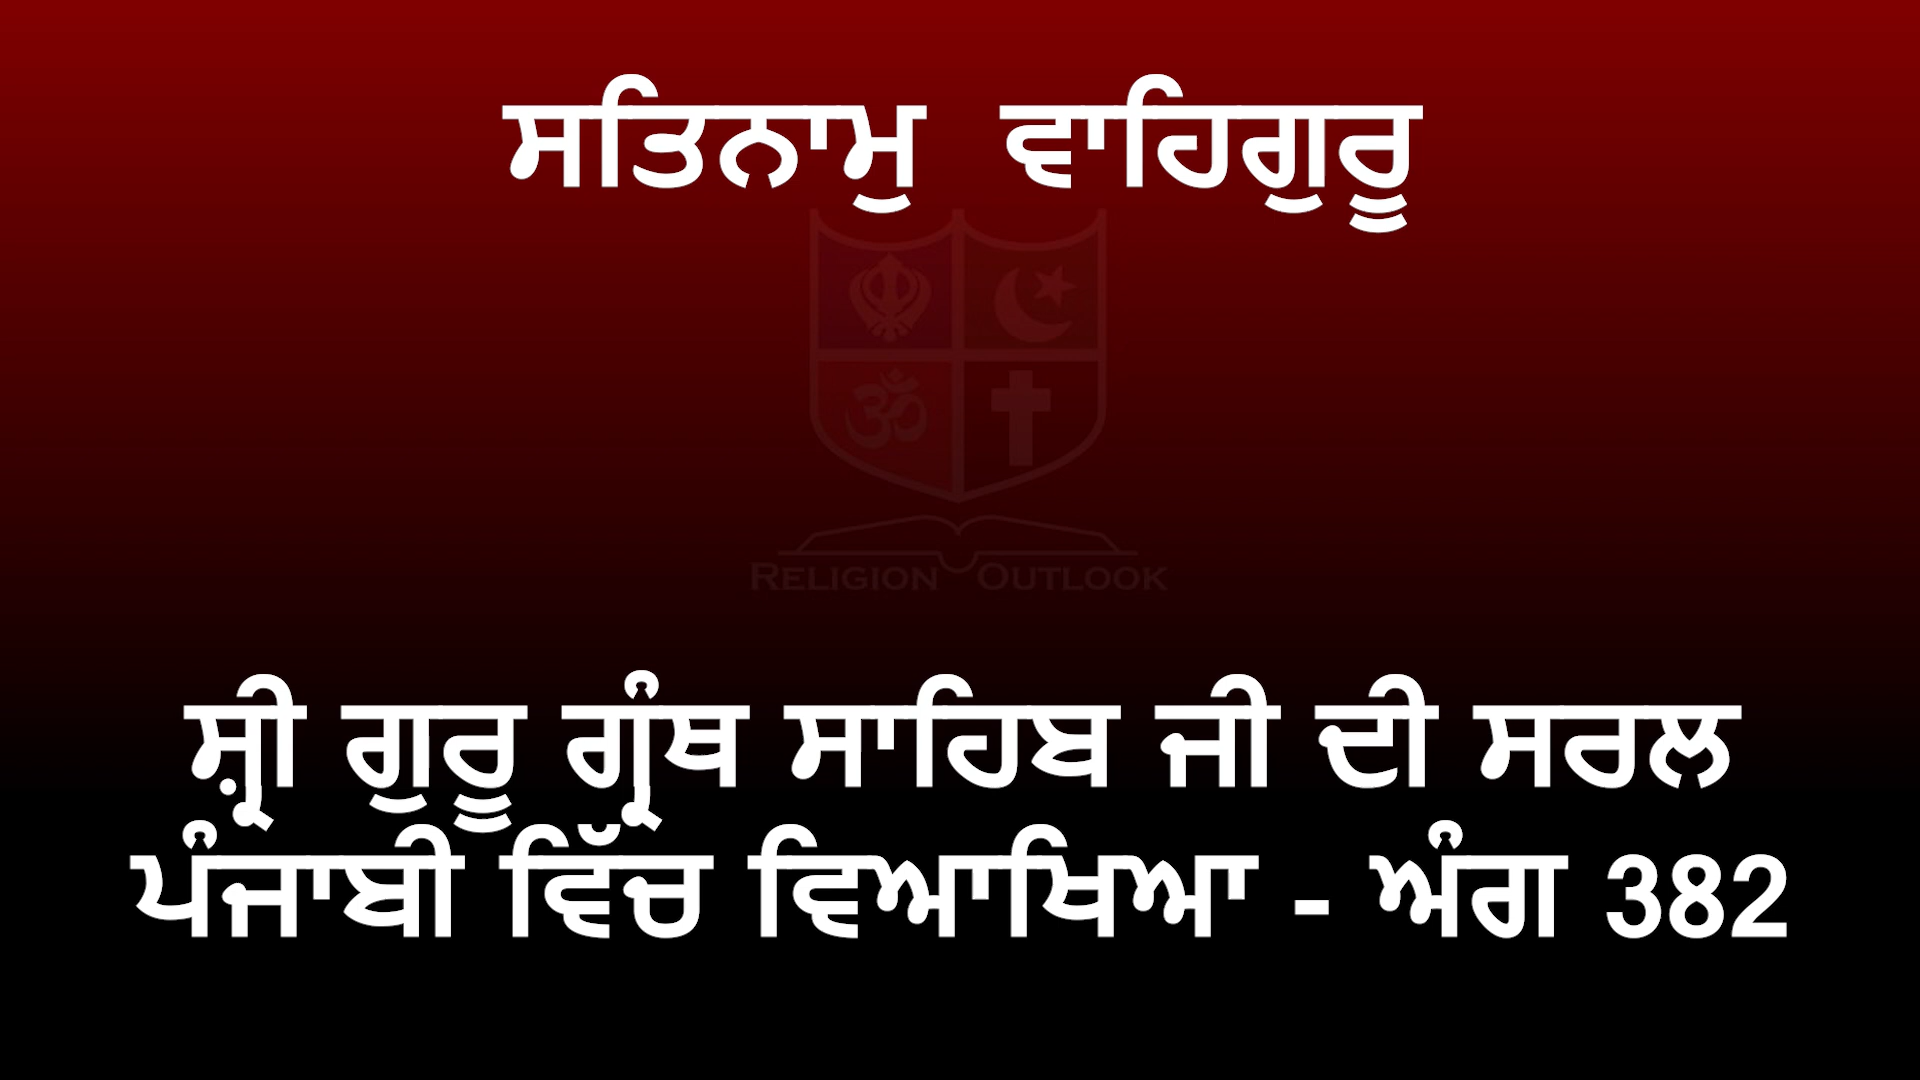 ਸਤਿਨਾਮੁ ਵਾਹਿਗੁਰੂ
RELIGION OUTLOOK
ਸ਼੍ਰੀ ਗੁਰੂ ਗ੍ਰੰਥ ਸਾਹਿਬ ਜੀ ਦੀ ਸਰਲ
ਪੰਜਾਬੀ ਵਿੱਚ ਵਿਆਖਿਆ - ਅੰਗ 382